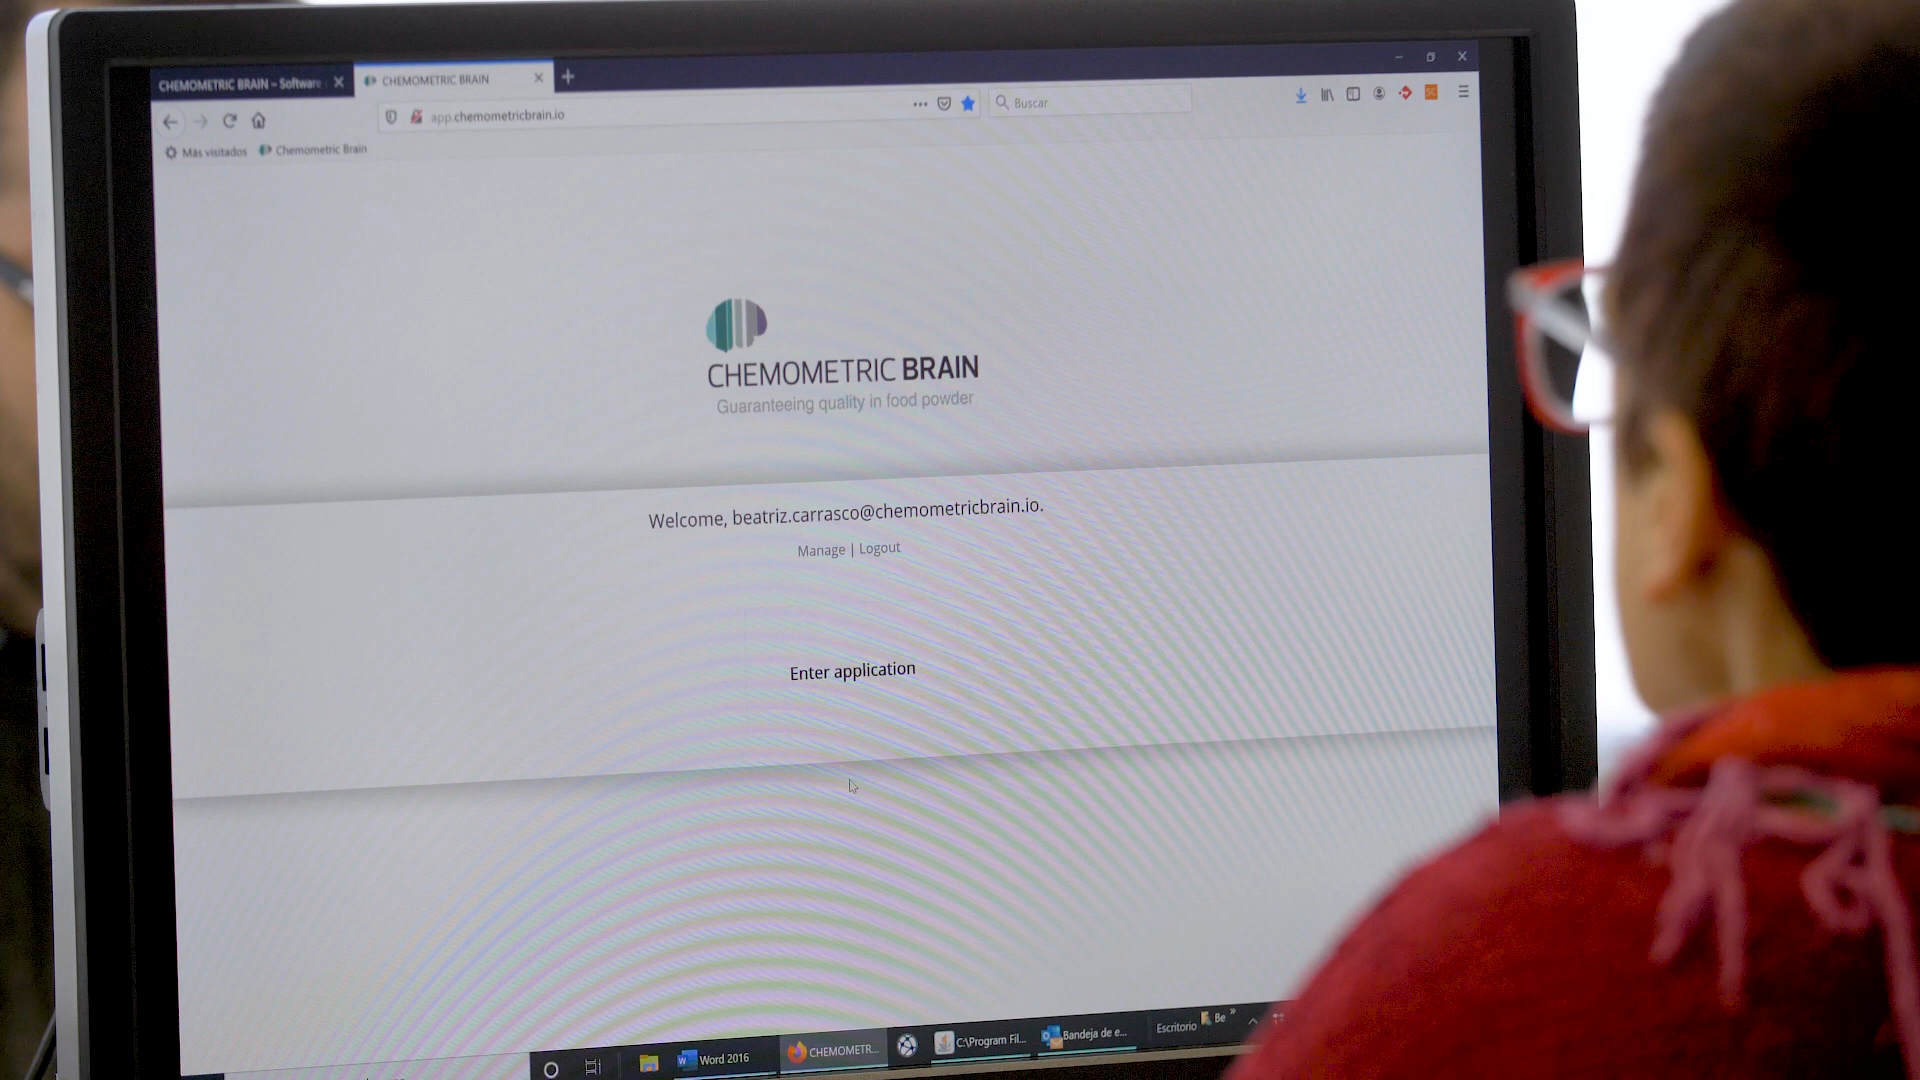 CHEMOMETRIC BRAIN – Software
CHEMOMETRIC BRAIN
app.chemometricbrain.io
Buscar
Más visitados
Chemometric Brain
CHEMOMETRIC BRAIN
Guaranteeing quality in food powder
Welcome, beatriz.carrasco@chemometricbrain.io.
Manage | Logout
Enter application
Word 2016
CHEMOMETR...
C:\Program Fil...
Bandeja de e...
Escritorio
Be